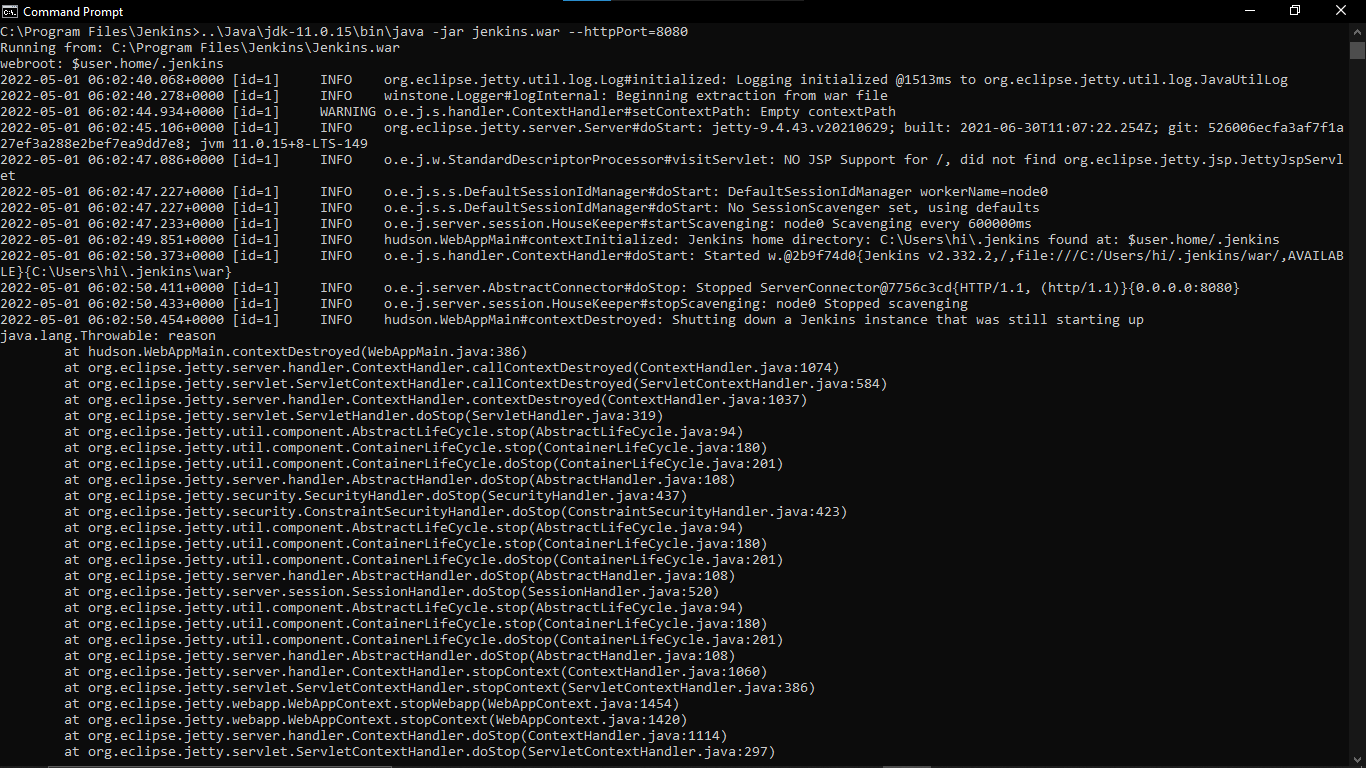 Command Prompt
C:\Program Files\Jenkins>..\Java\jdk-11.0.15\bin\java -jar jenkins.war --httpPort=8080
Running from: C:\Program Files\Jenkins\Jenkins.war
webroot: $user.home/.jenkins
2022-05-01 06:02:40.068+0000 [id=1]     INFO    org.eclipse.jetty.util.log.Log#initialized: Logging initialized @1513ms to org.eclipse.jetty.util.log.JavaUtilLog
2022-05-01 06:02:40.278+0000 [id=1]     INFO    winstone.Logger#logInternal: Beginning extraction from war file
2022-05-01 06:02:44.934+0000 [id=1]     WARNING o.e.j.s.handler.ContextHandler#setContextPath: Empty contextPath
2022-05-01 06:02:45.106+0000 [id=1]     INFO    org.eclipse.jetty.server.Server#doStart: jetty-9.4.43.v20210629; built: 2021-06-30T11:07:22.254Z; git: 526006ecfa3af7f1a
27ef3a288e2bef7ea9dd7e8; jvm 11.0.15+8-LTS-149
2022-05-01 06:02:47.086+0000 [id=1]     INFO    o.e.j.w.StandardDescriptorProcessor#visitServlet: NO JSP Support for /, did not find org.eclipse.jetty.jsp.JettyJspServl
et
2022-05-01 06:02:47.227+0000 [id=1]     INFO    o.e.j.s.s.DefaultSessionIdManager#doStart: DefaultSessionIdManager workerName=node0
2022-05-01 06:02:47.227+0000 [id=1]     INFO    o.e.j.s.s.DefaultSessionIdManager#doStart: No SessionScavenger set, using defaults
2022-05-01 06:02:47.233+0000 [id=1]     INFO    o.e.j.server.session.HouseKeeper#startScavenging: node0 Scavenging every 600000ms
2022-05-01 06:02:49.851+0000 [id=1]     INFO    hudson.WebAppMain#contextInitialized: Jenkins home directory: C:\Users\hi\.jenkins found at: $user.home/.jenkins
2022-05-01 06:02:50.373+0000 [id=1]     INFO    o.e.j.s.handler.ContextHandler#doStart: Started w.@2b9f74d0{Jenkins v2.332.2,/,file:///C:/Users/hi/.jenkins/war/,AVAILAB
LE}{C:\Users\hi\.jenkins\war}
2022-05-01 06:02:50.411+0000 [id=1]     INFO    o.e.j.server.AbstractConnector#doStop: Stopped ServerConnector@7756c3cd{HTTP/1.1, (http/1.1)}{0.0.0.0:8080}
2022-05-01 06:02:50.433+0000 [id=1]     INFO    o.e.j.server.session.HouseKeeper#stopScavenging: node0 Stopped scavenging
2022-05-01 06:02:50.454+0000 [id=1]     INFO    hudson.WebAppMain#contextDestroyed: Shutting down a Jenkins instance that was still starting up
java.lang.Throwable: reason
        at hudson.WebAppMain.contextDestroyed(WebAppMain.java:386)
        at org.eclipse.jetty.server.handler.ContextHandler.callContextDestroyed(ContextHandler.java:1074)
        at org.eclipse.jetty.servlet.ServletContextHandler.callContextDestroyed(ServletContextHandler.java:584)
        at org.eclipse.jetty.server.handler.ContextHandler.contextDestroyed(ContextHandler.java:1037)
        at org.eclipse.jetty.servlet.ServletHandler.doStop(ServletHandler.java:319)
        at org.eclipse.jetty.util.component.AbstractLifeCycle.stop(AbstractLifeCycle.java:94)
        at org.eclipse.jetty.util.component.ContainerLifeCycle.stop(ContainerLifeCycle.java:180)
        at org.eclipse.jetty.util.component.ContainerLifeCycle.doStop(ContainerLifeCycle.java:201)
        at org.eclipse.jetty.server.handler.AbstractHandler.doStop(AbstractHandler.java:108)
        at org.eclipse.jetty.security.SecurityHandler.doStop(SecurityHandler.java:437)
        at org.eclipse.jetty.security.ConstraintSecurityHandler.doStop(ConstraintSecurityHandler.java:423)
        at org.eclipse.jetty.util.component.AbstractLifeCycle.stop(AbstractLifeCycle.java:94)
        at org.eclipse.jetty.util.component.ContainerLifeCycle.stop(ContainerLifeCycle.java:180)
        at org.eclipse.jetty.util.component.ContainerLifeCycle.doStop(ContainerLifeCycle.java:201)
        at org.eclipse.jetty.server.handler.AbstractHandler.doStop(AbstractHandler.java:108)
        at org.eclipse.jetty.server.session.SessionHandler.doStop(SessionHandler.java:520)
        at org.eclipse.jetty.util.component.AbstractLifeCycle.stop(AbstractLifeCycle.java:94)
        at org.eclipse.jetty.util.component.ContainerLifeCycle.stop(ContainerLifeCycle.java:180)
        at org.eclipse.jetty.util.component.ContainerLifeCycle.doStop(ContainerLifeCycle.java:201)
        at org.eclipse.jetty.server.handler.AbstractHandler.doStop(AbstractHandler.java:108)
        at org.eclipse.jetty.server.handler.ContextHandler.stopContext(ContextHandler.java:1060)
        at org.eclipse.jetty.servlet.ServletContextHandler.stopContext(ServletContextHandler.java:386)
        at org.eclipse.jetty.webapp.WebAppContext.stopWebapp(WebAppContext.java:1454)
        at org.eclipse.jetty.webapp.WebAppContext.stopContext(WebAppContext.java:1420)
        at org.eclipse.jetty.server.handler.ContextHandler.doStop(ContextHandler.java:1114)
        at org.eclipse.jetty.servlet.ServletContextHandler.doStop(ServletContextHandler.java:297)